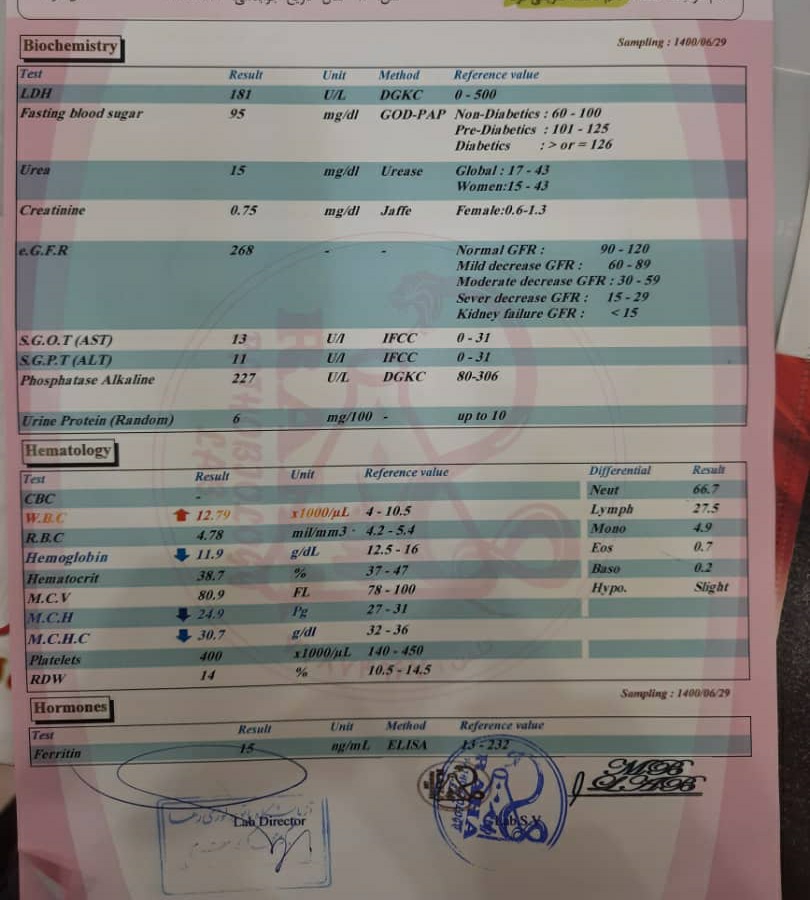 Biochemistry
Sampling : 1400/06/29
Test Result Unit Method Reference value
LDH 181 U/L DGKC 0 - 500
Fasting blood sugar 95 mg/dl GOD-PAP Non-Diabetics : 60 - 100
Pre-Diabetics : 101 - 125
Diabetics : > or = 126
Urea 15 mg/dl Urease Global : 17 - 43
Women:15 - 43
Creatinine 0.75 mg/dl Jaffe Female:0.6-1.3
e.G.F.R 268 - - Normal GFR : 90 - 120
Mild decrease GFR : 60 - 89
Moderate decrease GFR : 30 - 59
Sever decrease GFR : 15 - 29
Kidney failure GFR : < 15
S.G.O.T (AST) 13 U/l IFCC 0 - 31
S.G.P.T (ALT) 11 U/l IFCC 0 - 31
Phosphatase Alkaline 227 U/L DGKC 80-306
Urine Protein (Random) 6 mg/100 - up to 10
Hematology
Test Result Unit Reference value Differential Result
CBC - Neut 66.7
W.B.C 12.79 x1000/µL 4 - 10.5 Lymph 27.5
R.B.C 4.78 mil/mm3 4.2 - 5.4 Mono 4.9
Hemoglobin 11.9 g/dL 12.5 - 16 Eos 0.7
Hematocrit 38.7 % 37 - 47 Baso 0.2
M.C.V 80.9 FL 78 - 100 Hypo. Slight
M.C.H 24.9 Pg 27 - 31
M.C.H.C 30.7 g/dl 32 - 36
Platelets 400 x1000/µL 140 - 450
RDW 14 % 10.5 - 14.5
Hormones
Sampling : 1400/06/29
Test Result Unit Method Reference value
Ferritin 15 ng/mL ELISA 13 - 232
Lab Director
Lab S.V